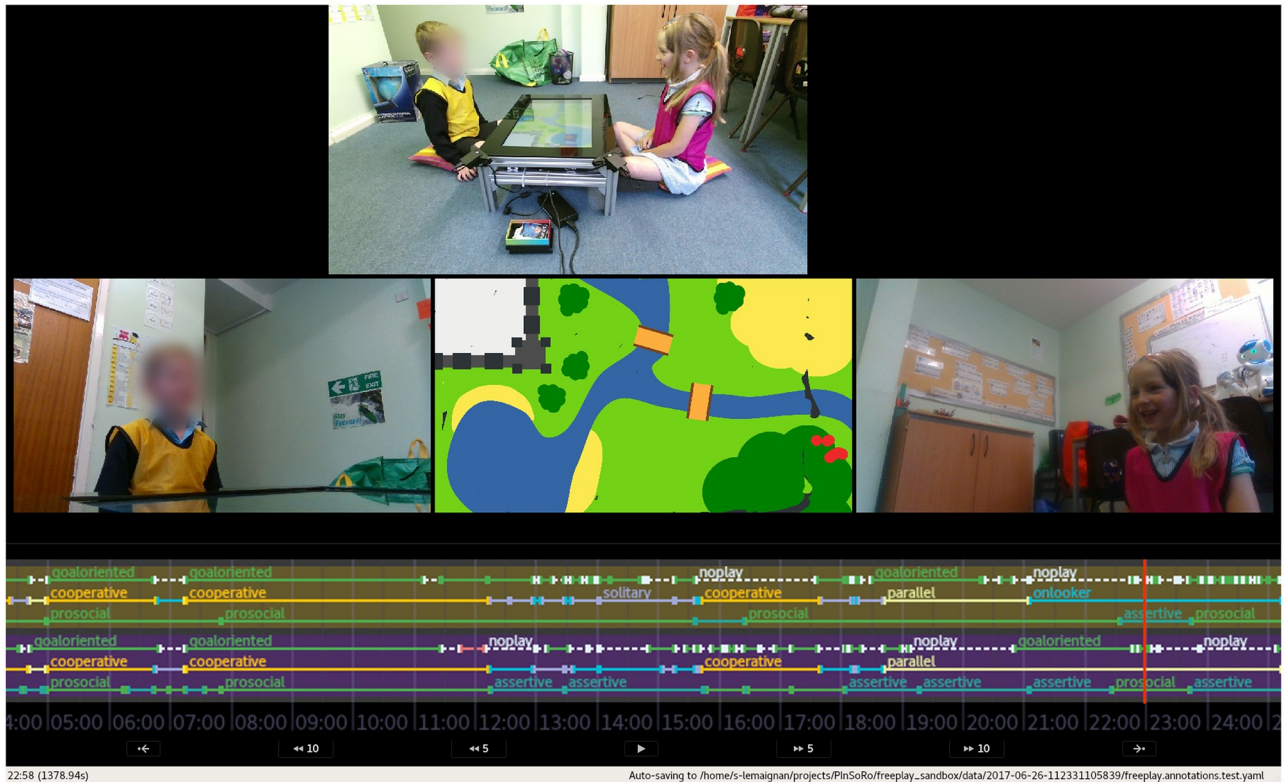 FIRE
EXIT
Stay
goaloriented goaloriented noplay goaloriented noplay
cooperative cooperative solitary cooperative parallel onlooker
prosocial prosocial prosocial assertive prosocial
goaloriented goaloriented noplay noplay goaloriented noplay
cooperative cooperative cooperative parallel
prosocial prosocial assertive assertive assertive assertive assertive prosocial assertive
4:00 05:00 06:00 07:00 08:00 09:00 10:00 11:00 12:00 13:00 14:00 15:00 16:00 17:00 18:00 19:00 20:00 21:00 22:00 23:00 24:00 2
10 5 5 10
22:58 (1378.94s) Auto-saving to /home/s-lemaignan/projects/PInSoRo/freeplay_sandbox/data/2017-06-26-112331105839/freeplay.annotations.test.yaml